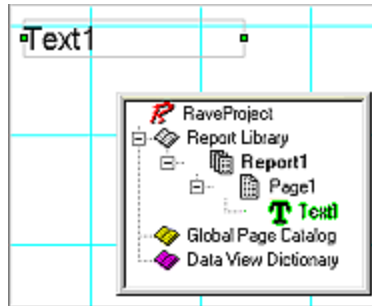 Text1
RaveProject
Report Library
Report1
Page1
Text1
Global Page Catalog
Data View Dictionary